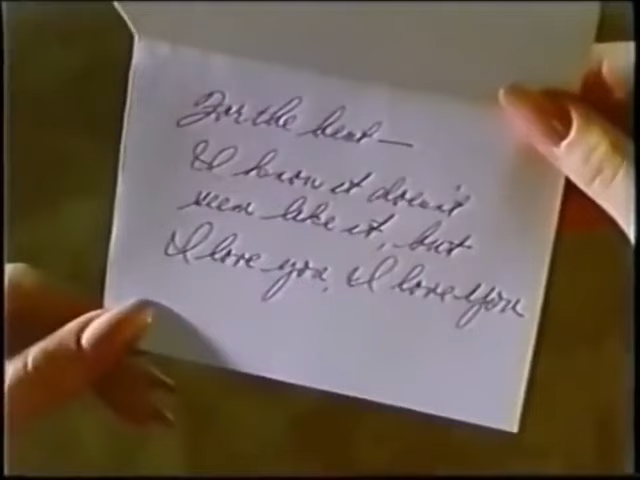 For the best —
I know it doesn't
seem like it, but
I love you, I love you